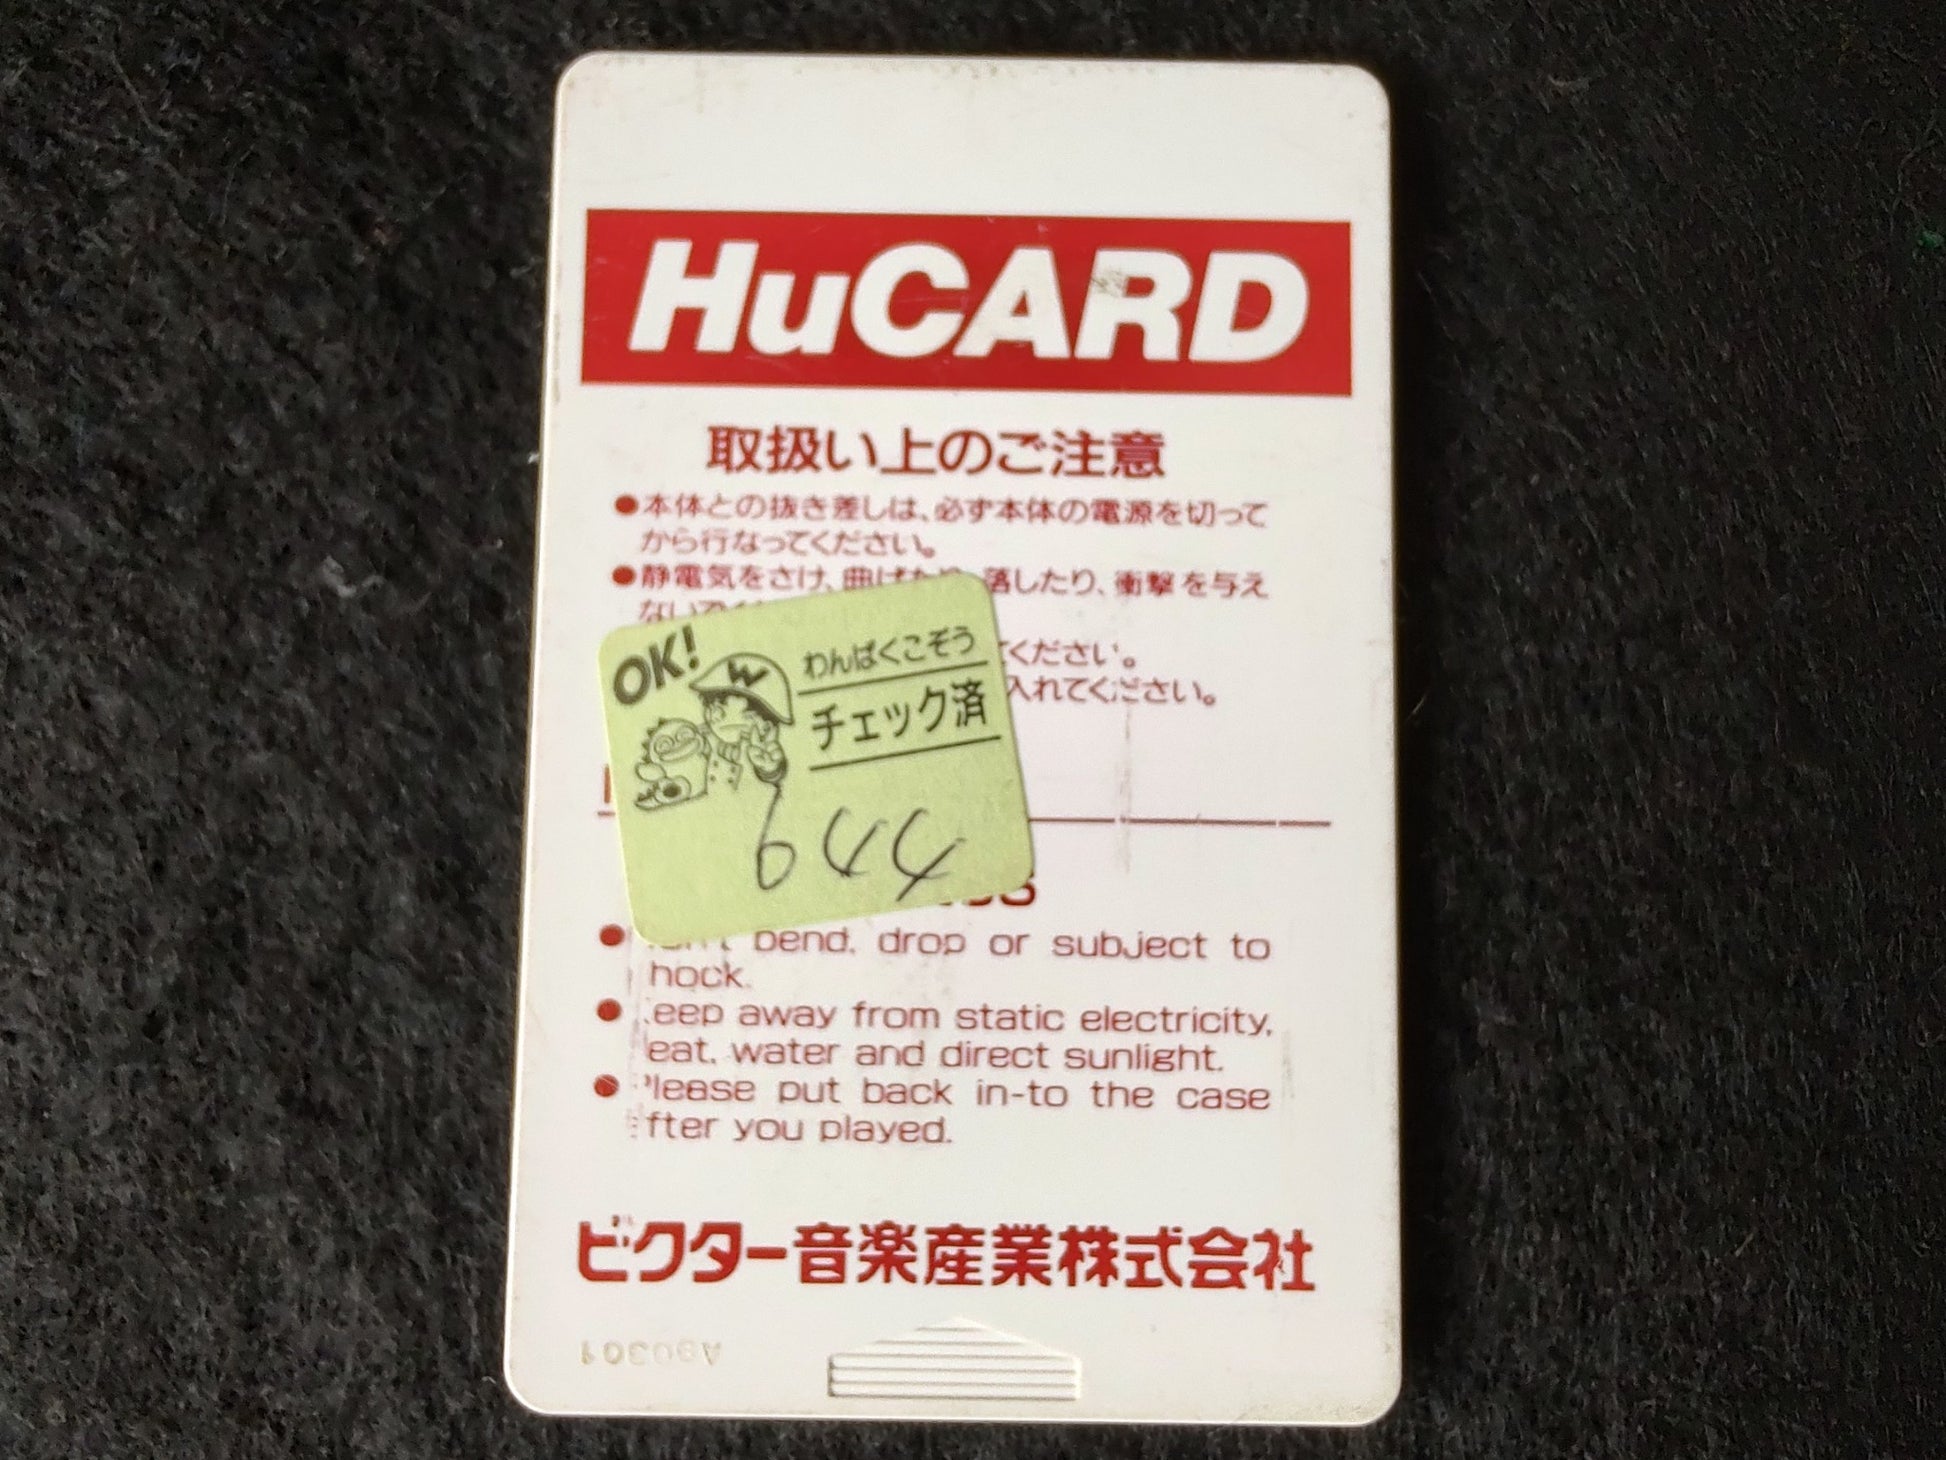 HuCARD
取扱い上のご注意
●本体との抜き差しは、必ず本体の電源を切って
から行なってください。
●静電気をさけ、曲げたり、落したり、衝撃を与え
ください。
入れてください。
OK!
わんぱくこぞう
チェック済
● bend, drop or subject to
hock.
● eep away from static electricity,
eat, water and direct sunlight.
● lease put back in-to the case
fter you played.
ビクター音楽産業株式会社